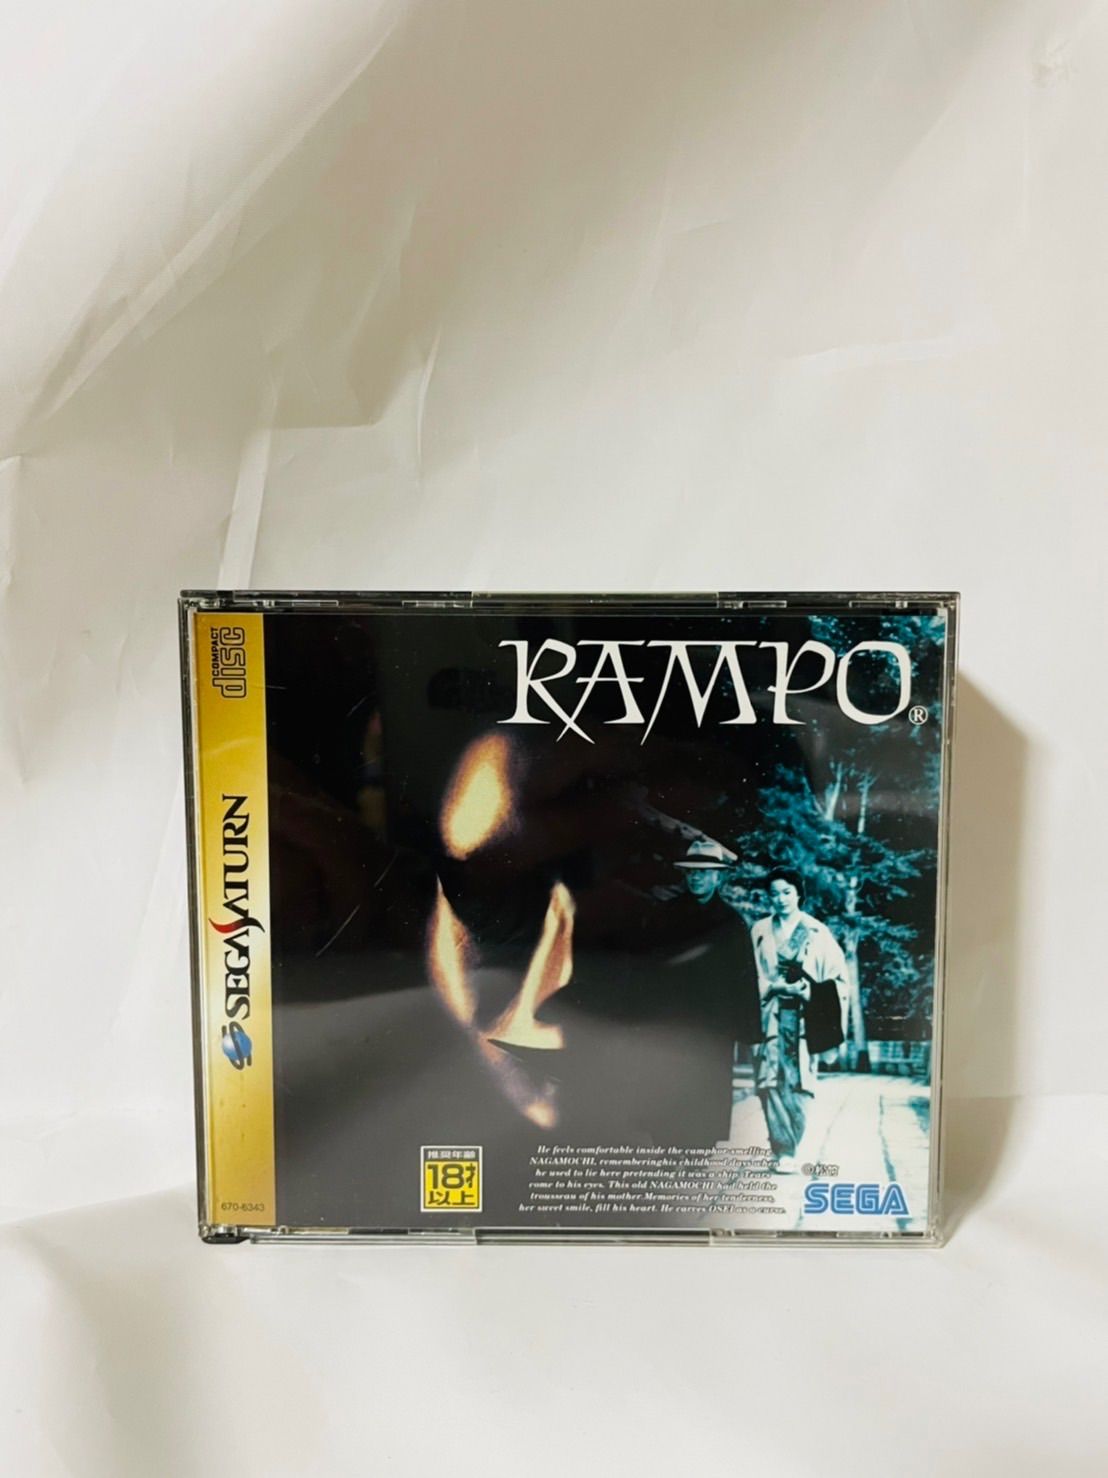 COMPACT
disc
SEGA SATURN
670-6343
RAMPO®
推奨年齢
18才
以上
He feels comfortable inside the camphor-smelling
NAGAMOCHI, rememberinghis childhood days when
he used to lie here pretending it was a ship. Tears
come to his eyes. This old NAGAMOCHI had held the
trousseau of his mother.Memories of her tenderness,
her sweet smile, fill his heart. He carves OSEI as a curse.
©松竹
SEGA